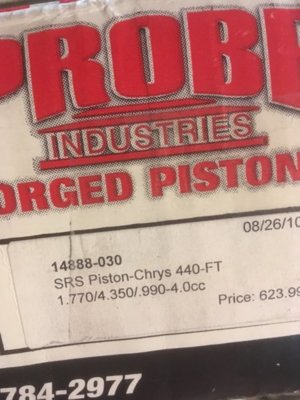 PROBE
INDUSTRIES
FORGED PISTON
08/26/10
14888-030
SRS Piston-Chrys 440-FT
1.770/4.350/.990-4.0cc
Price: 623.99
784-2977